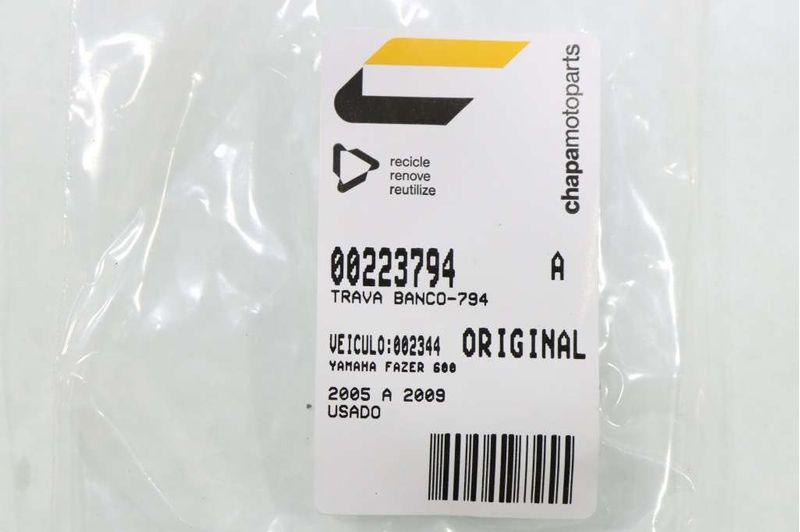 chapamotoparts
recicle
renove
reutilize
00223794 A
TRAVA BANCO-794
VEICULO:002344 ORIGINAL
YAMAHA FAZER 600
2005 A 2009
USADO